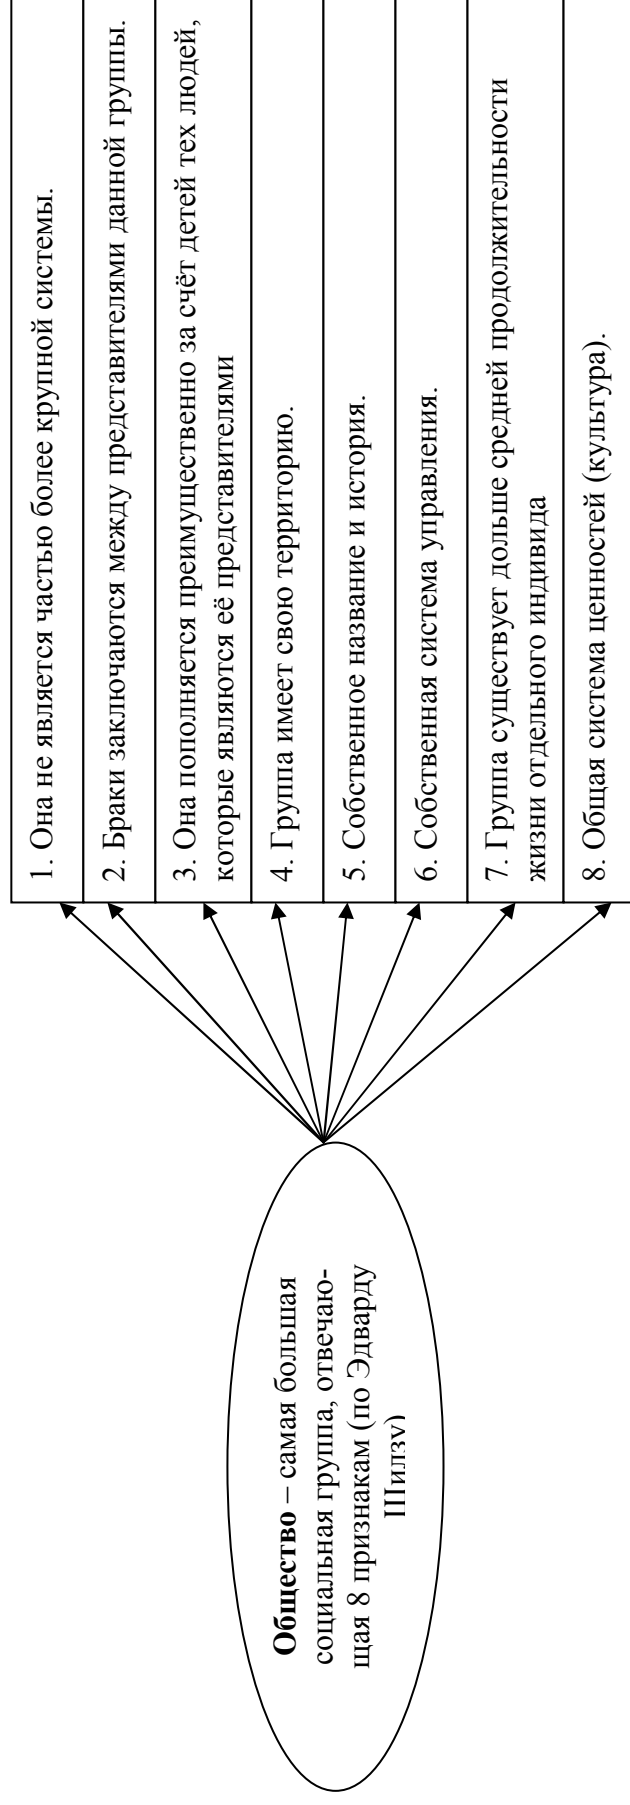 Общество – самая большая
социальная группа, отвечаю-
щая 8 признакам (по Эдварду
Шилзу)
1. Она не является частью более крупной системы.
2. Браки заключаются между представителями данной группы.
3. Она пополняется преимущественно за счёт детей тех людей,
которые являются её представителями
4. Группа имеет свою территорию.
5. Собственное название и история.
6. Собственная система управления.
7. Группа существует дольше средней продолжительности
жизни отдельного индивида
8. Общая система ценностей (культура).